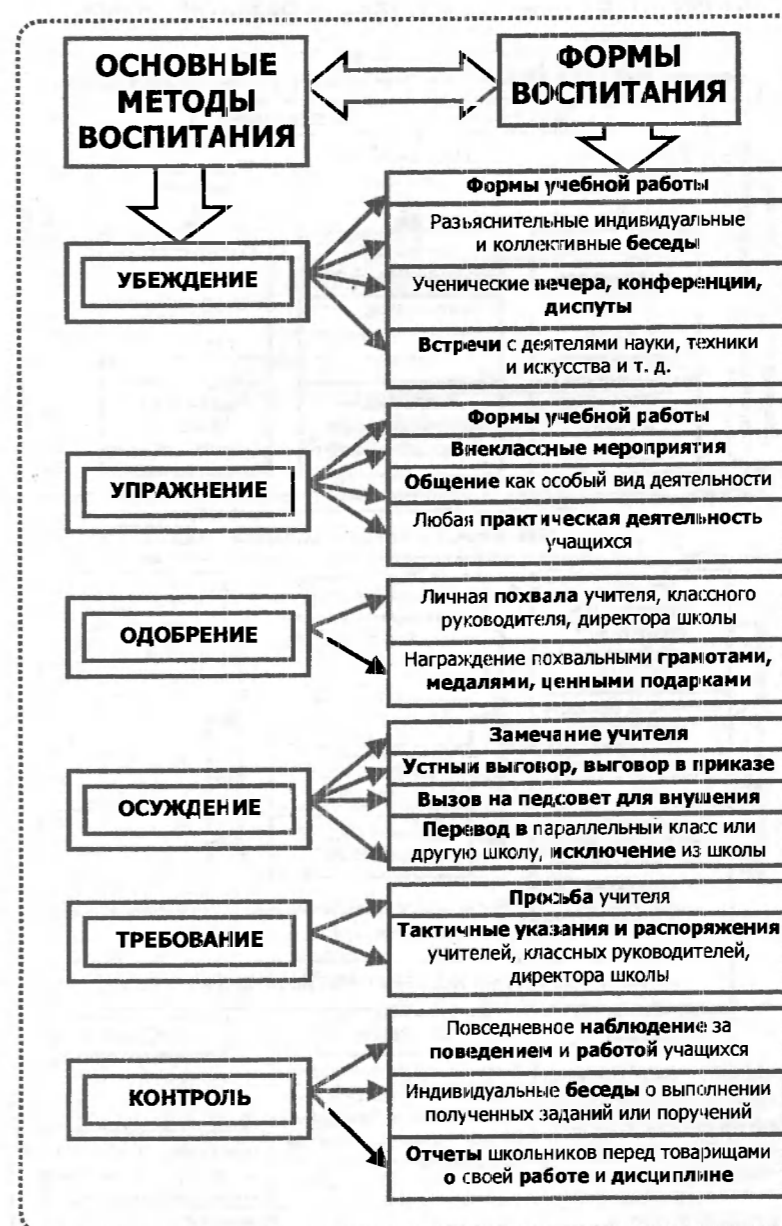 ОСНОВНЫЕ
МЕТОДЫ
ВОСПИТАНИЯ
ФОРМЫ
ВОСПИТАНИЯ
УБЕЖДЕНИЕ
Формы учебной работы
Разъяснительные индивидуальные
и коллективные беседы
Ученические вечера, конференции,
диспуты
Встречи с деятелями науки, техники
и искусства и т. д.
УПРАЖНЕНИЕ
Формы учебной работы
Внеклассные мероприятия
Общение как особый вид деятельности
Любая практическая деятельность
учащихся
ОДОБРЕНИЕ
Личная похвала учителя, классного
руководителя, директора школы
Награждение похвальными грамотами,
медалями, ценными подарками
ОСУЖДЕНИЕ
Замечание учителя
Устный выговор, выговор в приказе
Вызов на педсовет для внушения
Перевод в параллельный класс или
другую школу, исключение из школы
ТРЕБОВАНИЕ
Просьба учителя
Тактичные указания и распоряжения
учителей, классных руководителей,
директора школы
КОНТРОЛЬ
Повседневное наблюдение за
поведением и работой учащихся
Индивидуальные беседы о выполнении
полученных заданий или поручений
Отчеты школьников перед товарищами
о своей работе и дисциплине